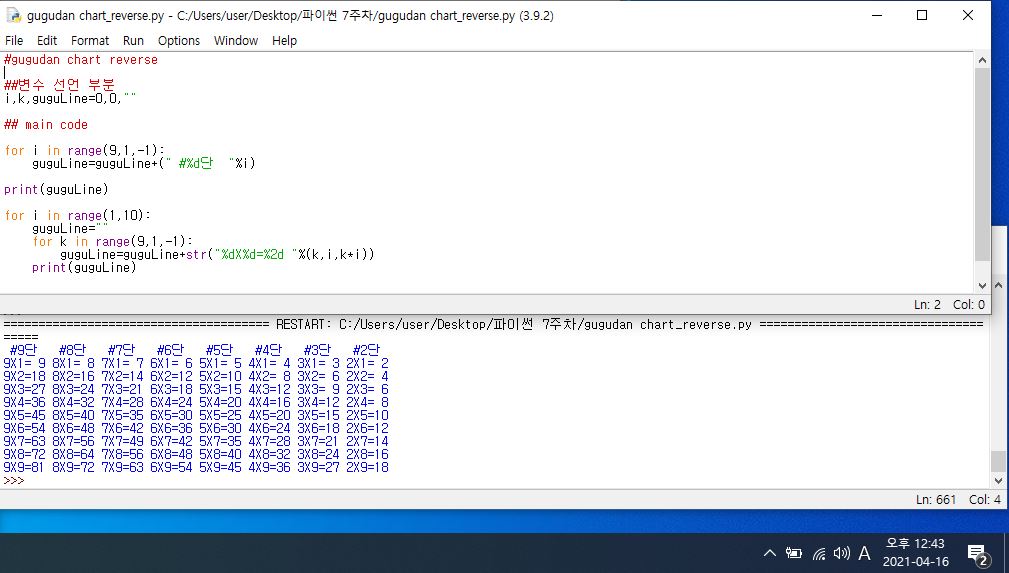 gugudan chart_reverse.py - C:/Users/user/Desktop/파이썬 7주차/gugudan chart_reverse.py (3.9.2)
File Edit Format Run Options Window Help
#gugudan chart reverse
##변수 선언 부분
i,k,guguLine=0,0,""
## main code
for i in range(9,1,-1):
    guguLine=guguLine+(" #%d단  "%i)
print(guguLine)
for i in range(1,10):
    guguLine=""
    for k in range(9,1,-1):
        guguLine=guguLine+str("%dX%d=%2d "%(k,i,k*i))
    print(guguLine)
Ln: 2 Col: 0
=================================== RESTART: C:/Users/user/Desktop/파이썬 7주차/gugudan chart_reverse.py ==============================
=====
 #9단   #8단   #7단   #6단   #5단   #4단   #3단   #2단
9X1= 9 8X1= 8 7X1= 7 6X1= 6 5X1= 5 4X1= 4 3X1= 3 2X1= 2
9X2=18 8X2=16 7X2=14 6X2=12 5X2=10 4X2= 8 3X2= 6 2X2= 4
9X3=27 8X3=24 7X3=21 6X3=18 5X3=15 4X3=12 3X3= 9 2X3= 6
9X4=36 8X4=32 7X4=28 6X4=24 5X4=20 4X4=16 3X4=12 2X4= 8
9X5=45 8X5=40 7X5=35 6X5=30 5X5=25 4X5=20 3X5=15 2X5=10
9X6=54 8X6=48 7X6=42 6X6=36 5X6=30 4X6=24 3X6=18 2X6=12
9X7=63 8X7=56 7X7=49 6X7=42 5X7=35 4X7=28 3X7=21 2X7=14
9X8=72 8X8=64 7X8=56 6X8=48 5X8=40 4X8=32 3X8=24 2X8=16
9X9=81 8X9=72 7X9=63 6X9=54 5X9=45 4X9=36 3X9=27 2X9=18
>>>
Ln: 661 Col: 4
A
오후 12:43
2021-04-16
2